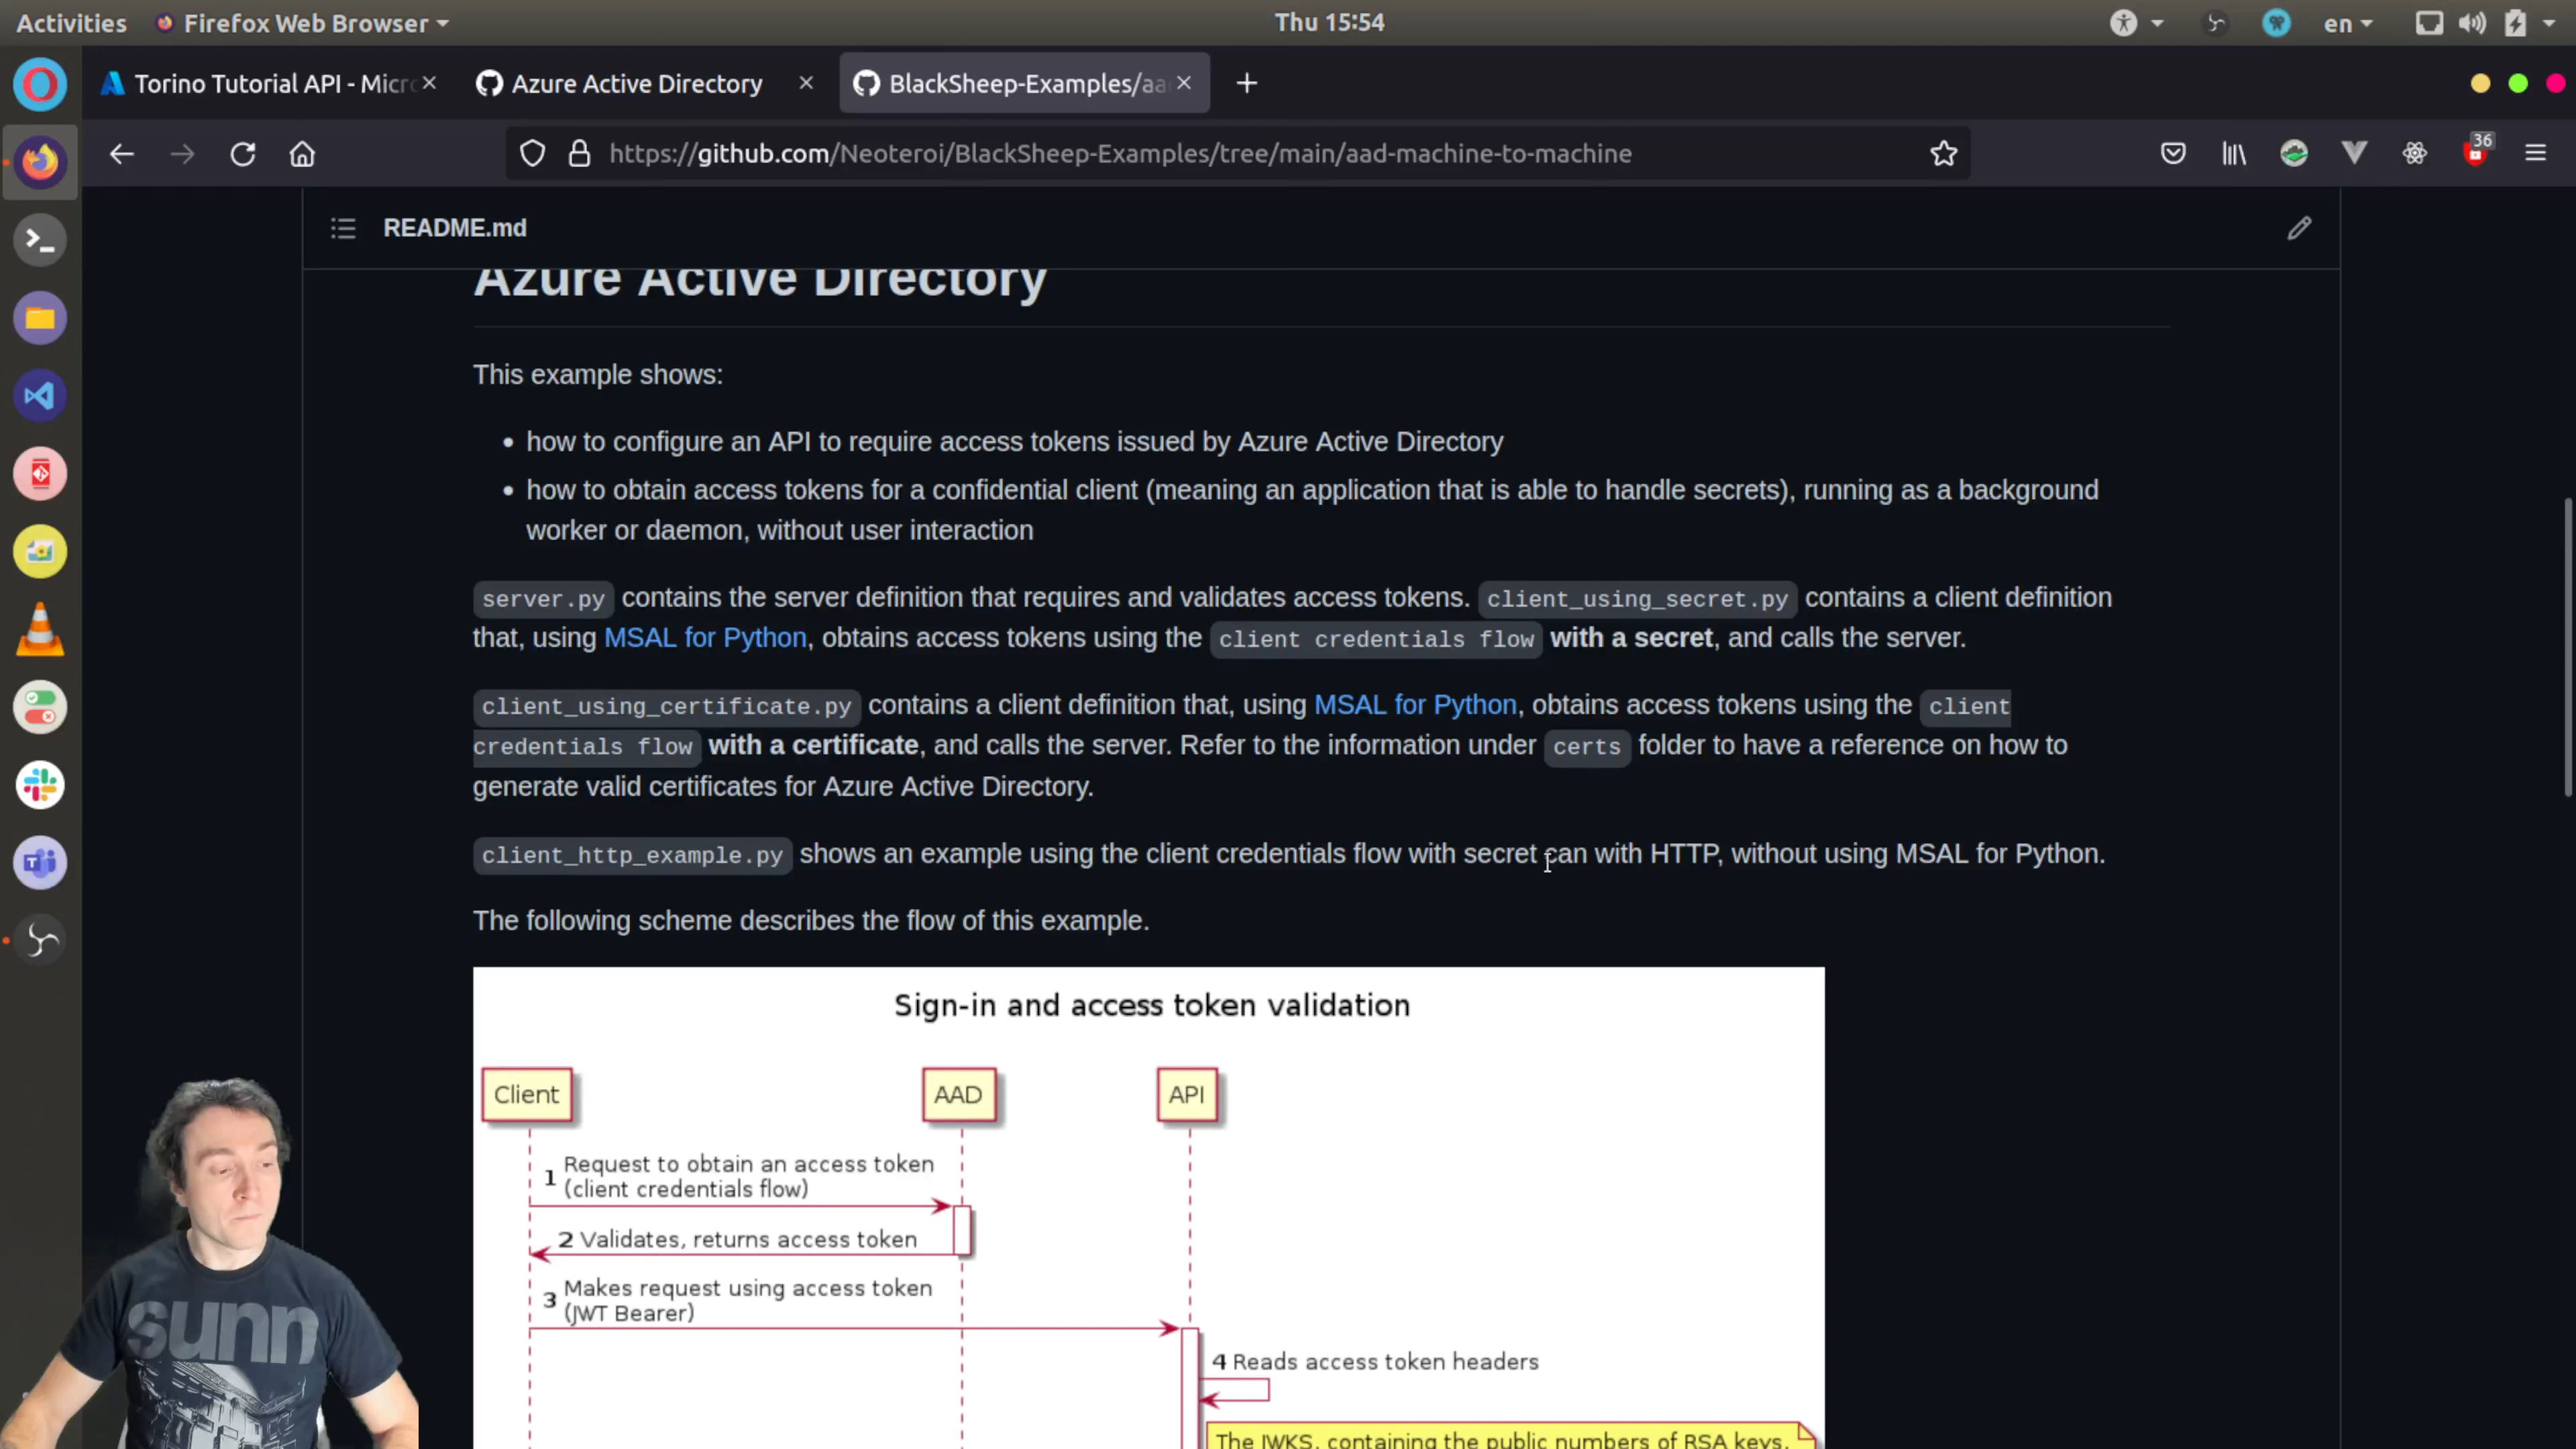 Activities Firefox Web Browser Thu 15:54 en
Torino Tutorial API - Micro Azure Active Directory BlackSheep-Examples/aa
https://github.com/Neoteroi/BlackSheep-Examples/tree/main/aad-machine-to-machine 36
README.md
Azure Active Directory
This example shows:
how to configure an API to require access tokens issued by Azure Active Directory
how to obtain access tokens for a confidential client (meaning an application that is able to handle secrets), running as a background
worker or daemon, without user interaction
server.py contains the server definition that requires and validates access tokens. client_using_secret.py contains a client definition
that, using MSAL for Python, obtains access tokens using the client credentials flow with a secret, and calls the server.
client_using_certificate.py contains a client definition that, using MSAL for Python, obtains access tokens using the client
credentials flow with a certificate, and calls the server. Refer to the information under certs folder to have a reference on how to
generate valid certificates for Azure Active Directory.
client_http_example.py shows an example using the client credentials flow with secret can with HTTP, without using MSAL for Python.
The following scheme describes the flow of this example.
Sign-in and access token validation
Client AAD API
1 Request to obtain an access token
(client credentials flow)
2 Validates, returns access token
3 Makes request using access token
(JWT Bearer)
4 Reads access token headers
The JWKS, containing the public numbers of RSA keys,
sunn